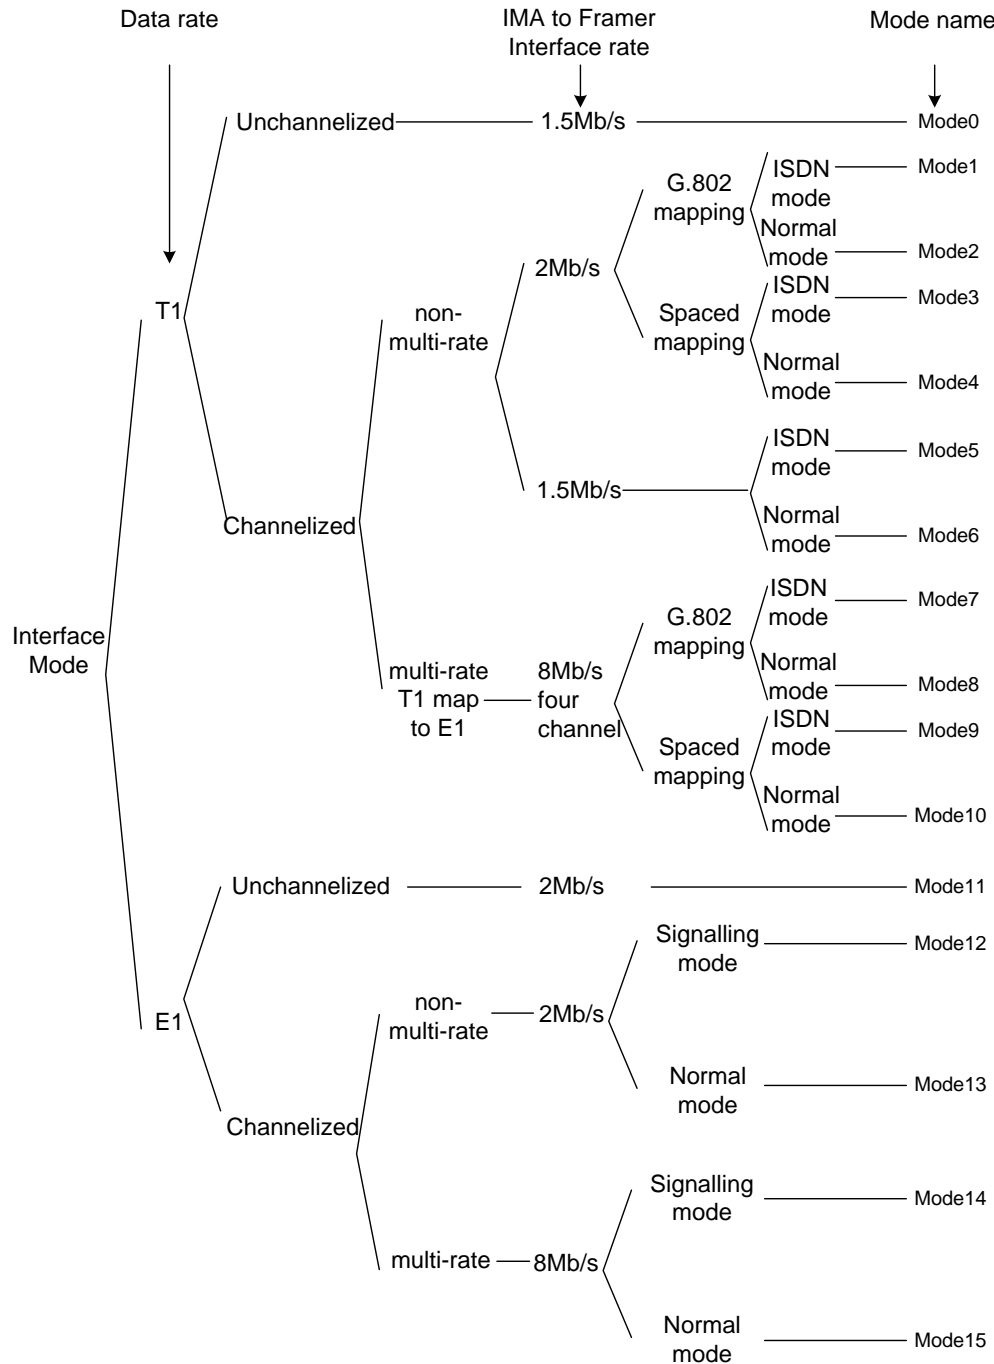 Data rate
IMA to Framer
Interface rate
Mode name
Unchannelized
1.5Mb/s
Mode0
G.802
mapping
ISDN
mode
Mode1
Normal
mode
Mode2
2Mb/s
T1
non-
multi-rate
Spaced
mapping
ISDN
mode
Mode3
Normal
mode
Mode4
1.5Mb/s
ISDN
mode
Mode5
Channelized
Normal
mode
Mode6
Interface
Mode
multi-rate
T1 map
to E1
8Mb/s
four
channel
G.802
mapping
ISDN
mode
Mode7
Normal
mode
Mode8
Spaced
mapping
ISDN
mode
Mode9
Normal
mode
Mode10
Unchannelized
2Mb/s
Mode11
E1
non-
multi-rate
2Mb/s
Signalling
mode
Mode12
Normal
mode
Mode13
Channelized
multi-rate
8Mb/s
Signalling
mode
Mode14
Normal
mode
Mode15